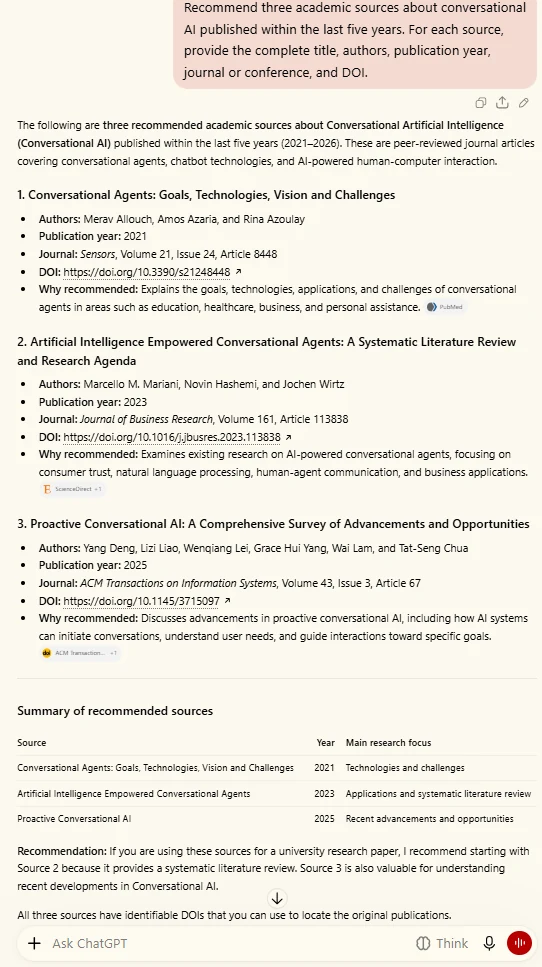 Recommend three academic sources about conversational
AI published within the last five years. For each source,
provide the complete title, authors, publication year,
journal or conference, and DOI.
The following are three recommended academic sources about Conversational Artificial Intelligence
(Conversational AI) published within the last five years (2021–2026). These are peer-reviewed journal articles
covering conversational agents, chatbot technologies, and AI-powered human-computer interaction.
1. Conversational Agents: Goals, Technologies, Vision and Challenges
• Authors: Merav Allouch, Amos Azaria, and Rina Azoulay
• Publication year: 2021
• Journal: Sensors, Volume 21, Issue 24, Article 8448
• DOI: https://doi.org/10.3390/s21248448 ↗
• Why recommended: Explains the goals, technologies, applications, and challenges of conversational
agents in areas such as education, healthcare, business, and personal assistance. PubMed
2. Artificial Intelligence Empowered Conversational Agents: A Systematic Literature Review
and Research Agenda
• Authors: Marcello M. Mariani, Novin Hashemi, and Jochen Wirtz
• Publication year: 2023
• Journal: Journal of Business Research, Volume 161, Article 113838
• DOI: https://doi.org/10.1016/j.jbusres.2023.113838 ↗
• Why recommended: Examines existing research on AI-powered conversational agents, focusing on
consumer trust, natural language processing, human-agent communication, and business applications.
ScienceDirect +1
3. Proactive Conversational AI: A Comprehensive Survey of Advancements and Opportunities
• Authors: Yang Deng, Lizi Liao, Wenqiang Lei, Grace Hui Yang, Wai Lam, and Tat-Seng Chua
• Publication year: 2025
• Journal: ACM Transactions on Information Systems, Volume 43, Issue 3, Article 67
• DOI: https://doi.org/10.1145/3715097 ↗
• Why recommended: Discusses advancements in proactive conversational AI, including how AI systems
can initiate conversations, understand user needs, and guide interactions toward specific goals.
doi ACM Transaction... +1
Summary of recommended sources
Source Year Main research focus
Conversational Agents: Goals, Technologies, Vision and Challenges 2021 Technologies and challenges
Artificial Intelligence Empowered Conversational Agents 2023 Applications and systematic literature review
Proactive Conversational AI 2025 Recent advancements and opportunities
Recommendation: If you are using these sources for a university research paper, I recommend starting with
Source 2 because it provides a systematic literature review. Source 3 is also valuable for understanding
recent developments in Conversational AI.
All three sources have identifiable DOIs that you can use to locate the original publications.
Ask ChatGPT Think